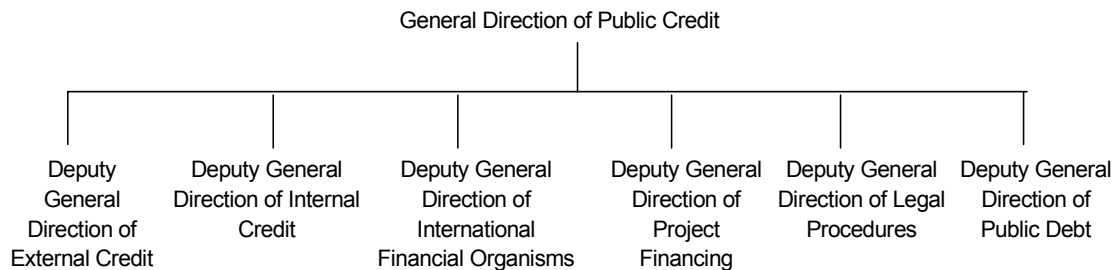 General Direction of Public Credit
Deputy
General
Direction of
External Credit
Deputy General
Direction of Internal
Credit
Deputy General
Direction of
International
Financial Organisms
Deputy General
Direction of
Project
Financing
Deputy General
Direction of Legal
Procedures
Deputy General
Direction of
Public Debt